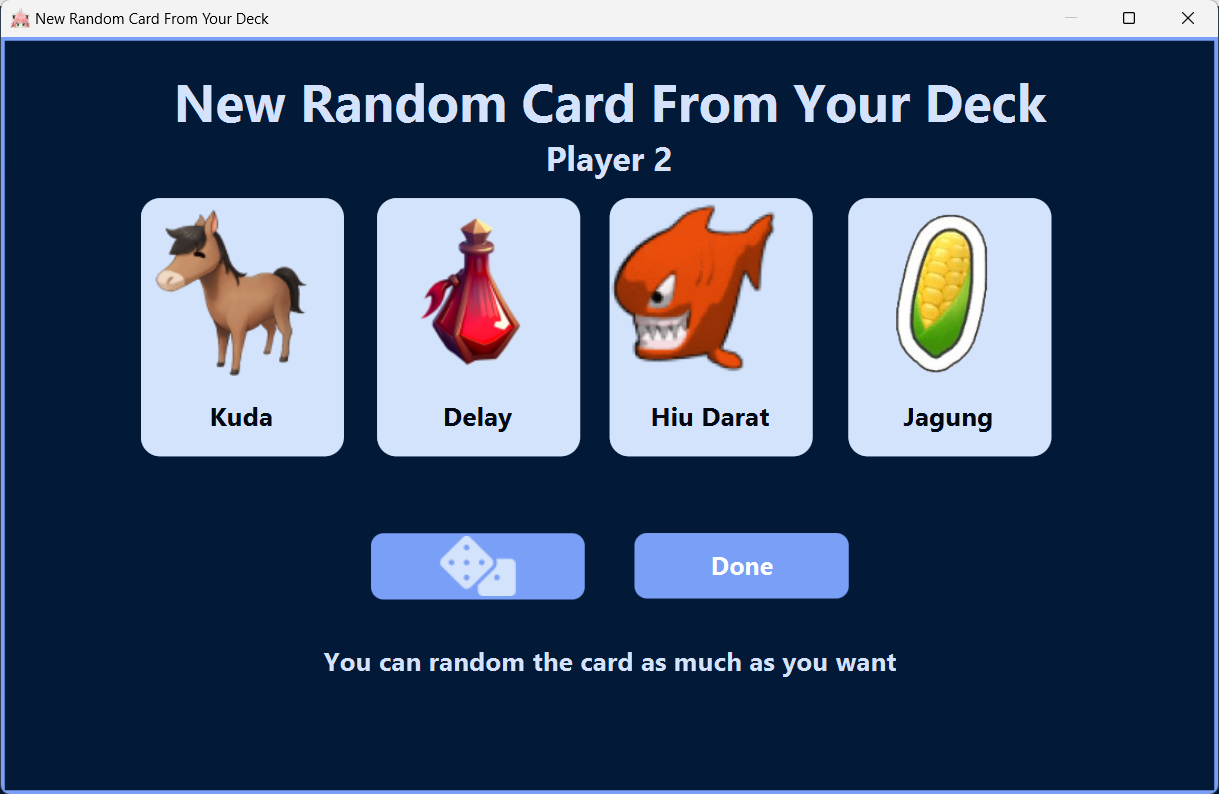 New Random Card From Your Deck
New Random Card From Your Deck
Player 2
Kuda
Delay
Hiu Darat
Jagung
Done
You can random the card as much as you want